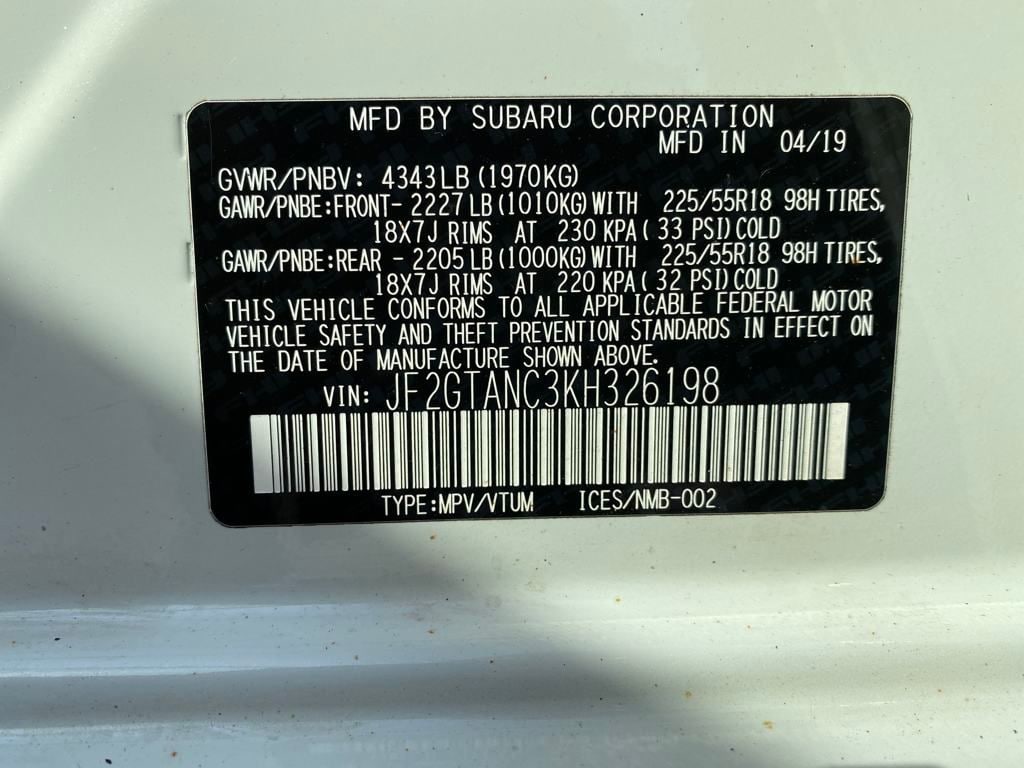 MFD BY SUBARU CORPORATION
MFD IN 04/19
GVWR/PNBV: 4343LB (1970KG)
GAWR/PNBE:FRONT- 2227LB (1010KG) WITH 225/55R18 98H TIRES,
18X7J RIMS AT 230 KPA ( 33 PSI) COLD
GAWR/PNBE:REAR - 2205LB (1000KG) WITH 225/55R18 98H TIRES,
18X7J RIMS AT 220 KPA ( 32 PSI) COLD
THIS VEHICLE CONFORMS TO ALL APPLICABLE FEDERAL MOTOR
VEHICLE SAFETY AND THEFT PREVENTION STANDARDS IN EFFECT ON
THE DATE OF MANUFACTURE SHOWN ABOVE.
VIN: JF2GTANC3KH326198
TYPE:MPV/VTUM ICES/NMB-002